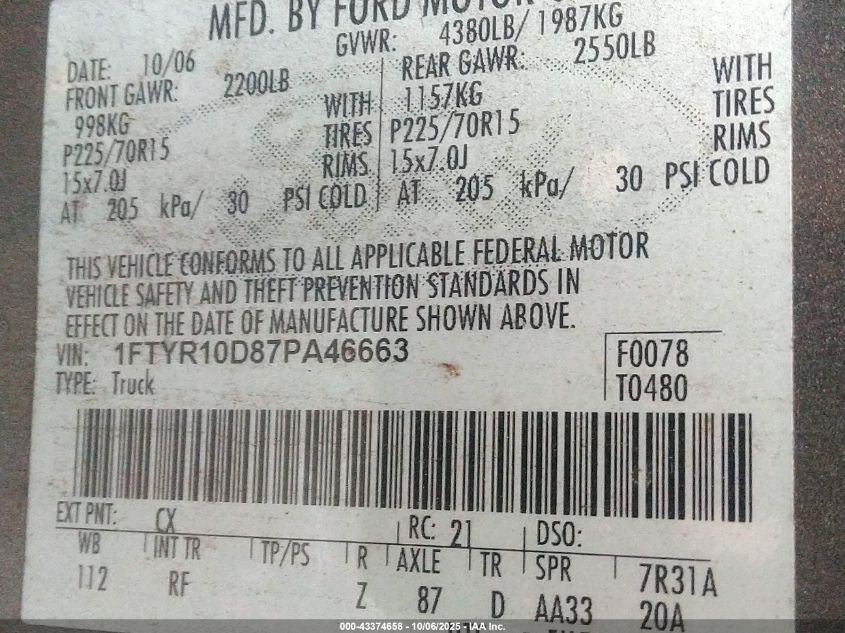 MFD. BY FORD MOTOR
GVWR: 4380LB/ 1987KG
DATE: 10/06
FRONT GAWR: 2200LB
998KG WITH
P225/70R15 TIRES
15x7.0J RIMS
AT 205 kPa/ 30 PSI COLD
REAR GAWR: 2550LB
1157KG WITH
P225/70R15 TIRES
15x7.0J RIMS
AT 205 kPa/ 30 PSI COLD
THIS VEHICLE CONFORMS TO ALL APPLICABLE FEDERAL MOTOR
VEHICLE SAFETY AND THEFT PREVENTION STANDARDS IN
EFFECT ON THE DATE OF MANUFACTURE SHOWN ABOVE.
VIN: 1FTYR10D87PA46663 F0078
TYPE: Truck T0480
EXT PNT: CX RC: 21 DSO:
WB INT TR TP/PS R AXLE TR SPR 7R31A
112 RF Z 87 D AA33 20A
000-43374658 - 10/06/2025 - IAA Inc.